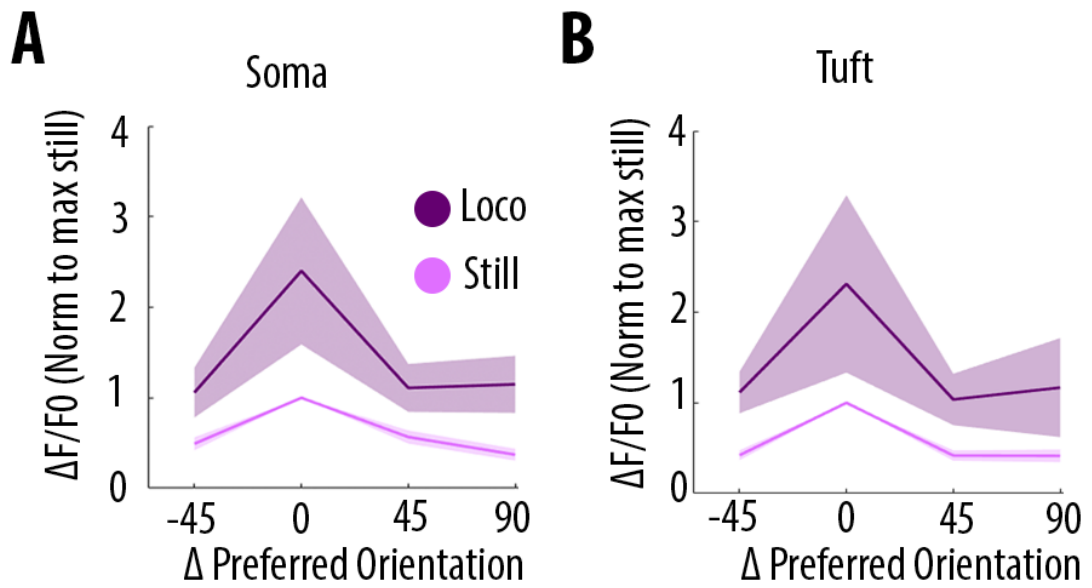 A
Soma
ΔF/F0 (Norm to max still)
4
3
2
1
0
Loco
Still
-45 0 45 90
Δ Preferred Orientation
B
Tuft
ΔF/F0 (Norm to max still)
4
3
2
1
0
-45 0 45 90
Δ Preferred Orientation